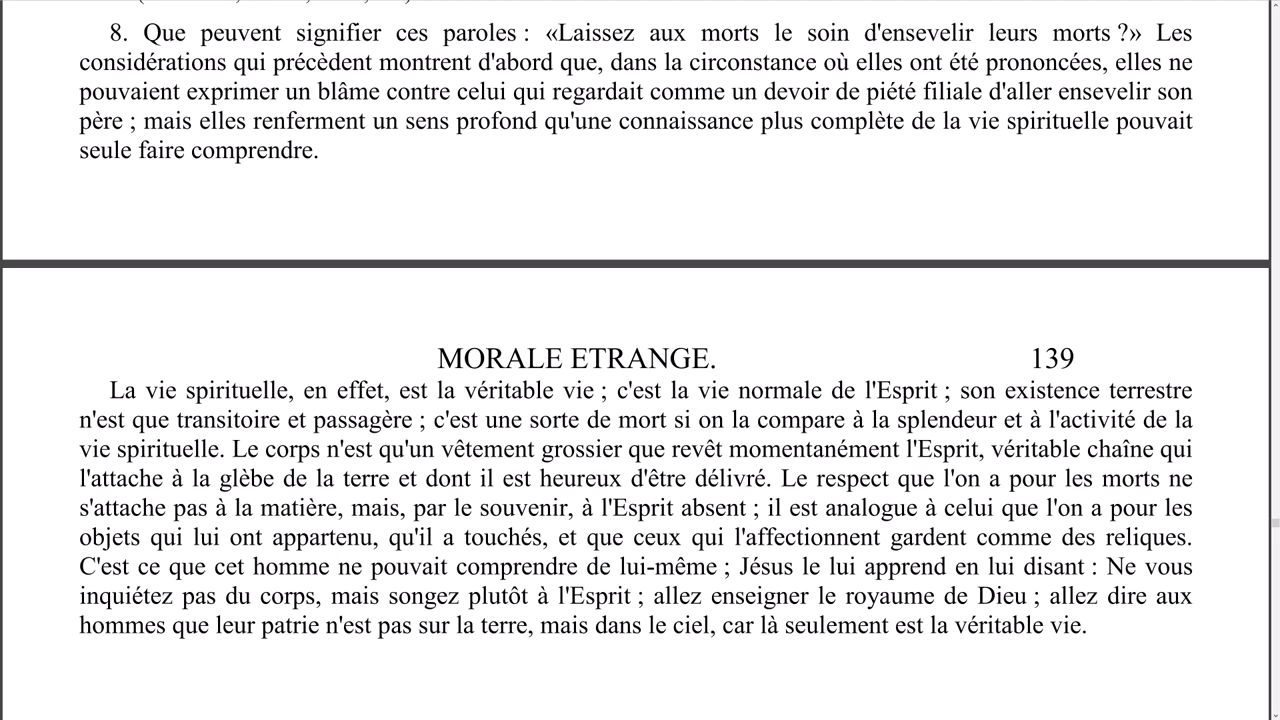 8. Que peuvent signifier ces paroles : «Laissez aux morts le soin d'ensevelir leurs morts ?» Les
considérations qui précèdent montrent d'abord que, dans la circonstance où elles ont été prononcées, elles ne
pouvaient exprimer un blâme contre celui qui regardait comme un devoir de piété filiale d'aller ensevelir son
père ; mais elles renferment un sens profond qu'une connaissance plus complète de la vie spirituelle pouvait
seule faire comprendre.
MORALE ETRANGE. 139
La vie spirituelle, en effet, est la véritable vie ; c'est la vie normale de l'Esprit ; son existence terrestre
n'est que transitoire et passagère ; c'est une sorte de mort si on la compare à la splendeur et à l'activité de la
vie spirituelle. Le corps n'est qu'un vêtement grossier que revêt momentanément l'Esprit, véritable chaîne qui
l'attache à la glèbe de la terre et dont il est heureux d'être délivré. Le respect que l'on a pour les morts ne
s'attache pas à la matière, mais, par le souvenir, à l'Esprit absent ; il est analogue à celui que l'on a pour les
objets qui lui ont appartenu, qu'il a touchés, et que ceux qui l'affectionnent gardent comme des reliques.
C'est ce que cet homme ne pouvait comprendre de lui-même ; Jésus le lui apprend en lui disant : Ne vous
inquiétez pas du corps, mais songez plutôt à l'Esprit ; allez enseigner le royaume de Dieu ; allez dire aux
hommes que leur patrie n'est pas sur la terre, mais dans le ciel, car là seulement est la véritable vie.